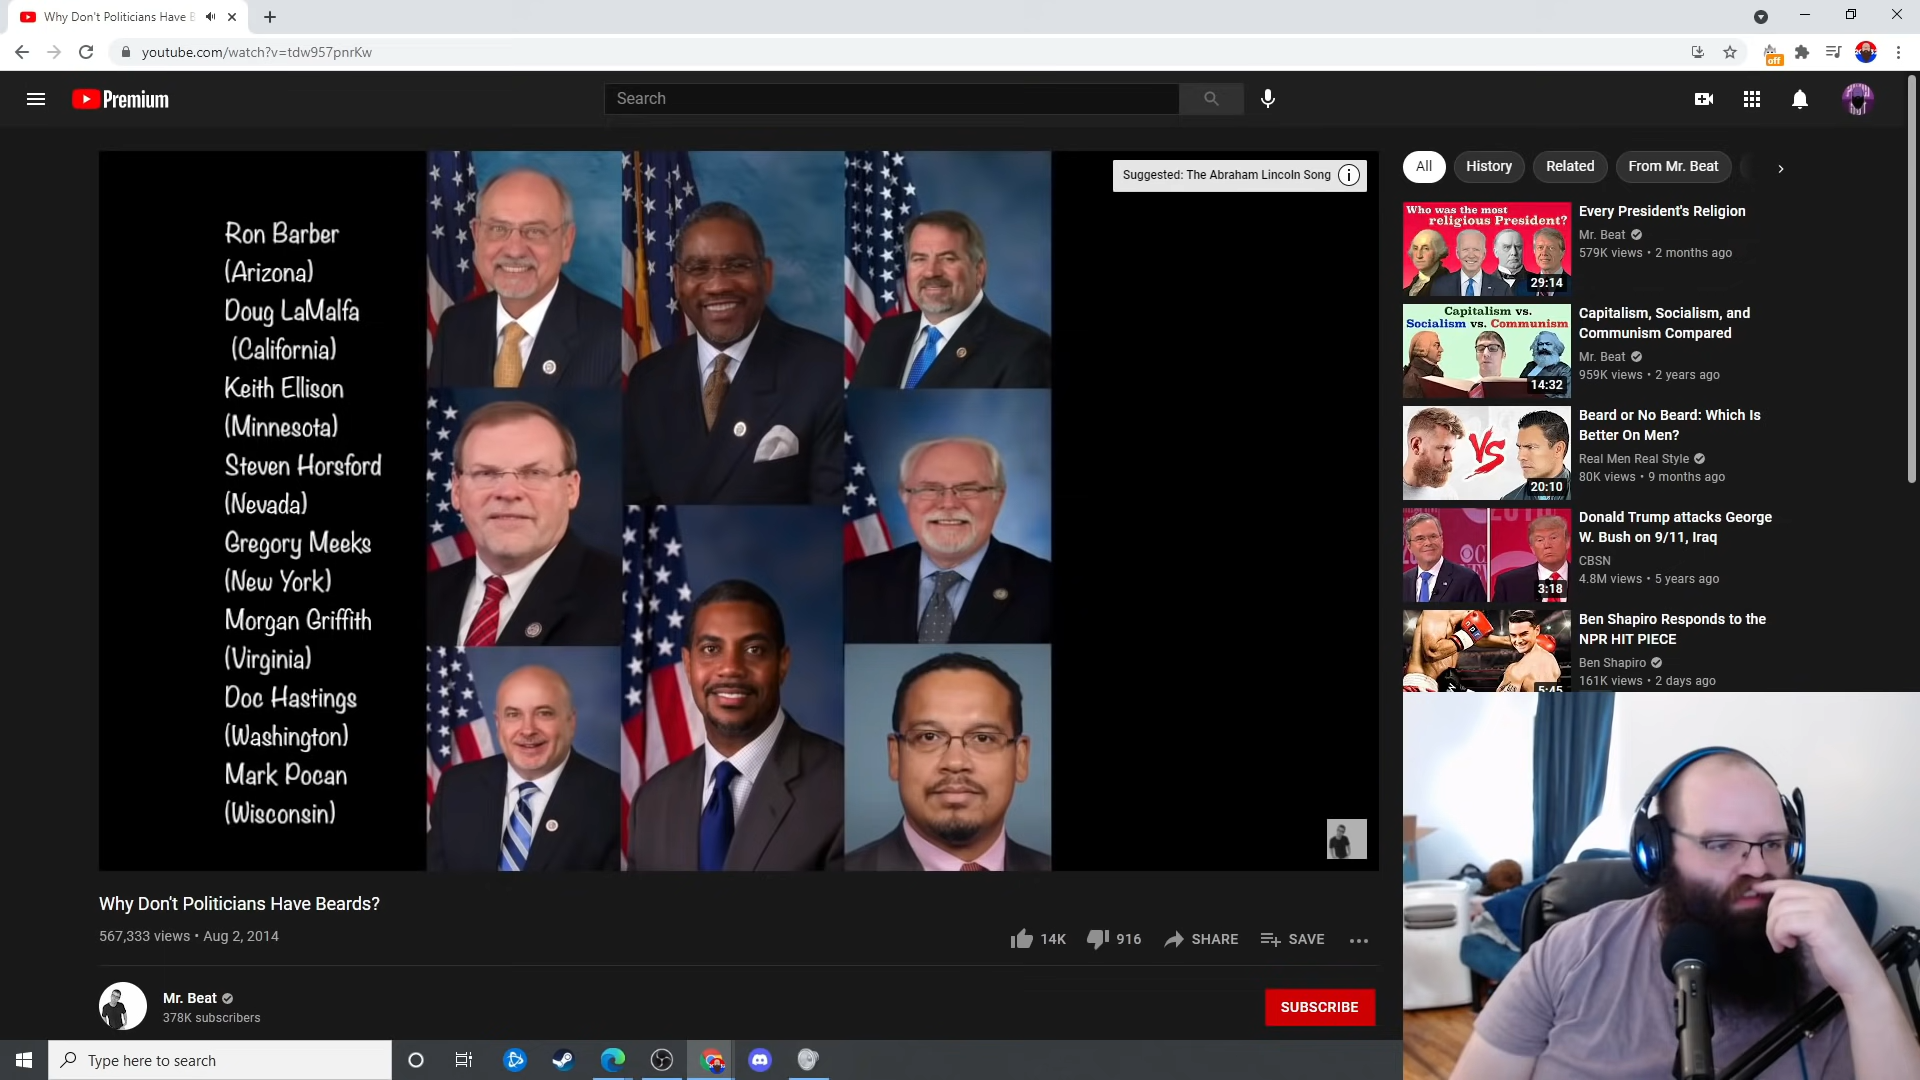 Why Don't Politicians Have B
youtube.com/watch?v=tdw957pnrKw
off
Premium
Search
Suggested: The Abraham Lincoln Song
Ron Barber
(Arizona)
Doug LaMalfa
(California)
Keith Ellison
(Minnesota)
Steven Horsford
(Nevada)
Gregory Meeks
(New York)
Morgan Griffith
(Virginia)
Doc Hastings
(Washington)
Mark Pocan
(Wisconsin)
Why Don't Politicians Have Beards?
567,333 views • Aug 2, 2014
14K
916
SHARE
SAVE
Mr. Beat
378K subscribers
SUBSCRIBE
All
History
Related
From Mr. Beat
Who was the most
religious President?
29:14
Every President's Religion
Mr. Beat
579K views • 2 months ago
Capitalism vs.
Socialism vs. Communism
14:32
Capitalism, Socialism, and
Communism Compared
Mr. Beat
959K views • 2 years ago
VS
20:10
Beard or No Beard: Which Is
Better On Men?
Real Men Real Style
80K views • 9 months ago
3:18
Donald Trump attacks George
W. Bush on 9/11, Iraq
CBSN
4.8M views • 5 years ago
npr
5:45
Ben Shapiro Responds to the
NPR HIT PIECE
Ben Shapiro
161K views • 2 days ago
Type here to search